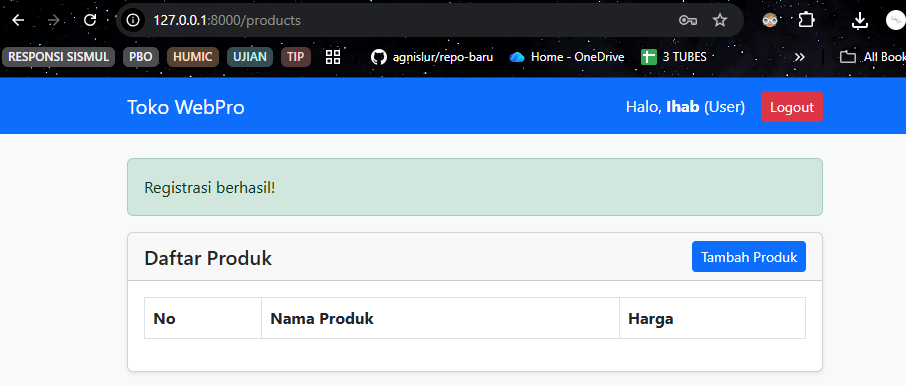 127.0.0.1:8000/products
RESPONSI SISMUL PBO HUMIC UJIAN TIP agnislur/repo-baru Home - OneDrive 3 TUBES » All Book
Toko WebPro Halo, Ihab (User) Logout
Registrasi berhasil!
Daftar Produk Tambah Produk
No Nama Produk Harga